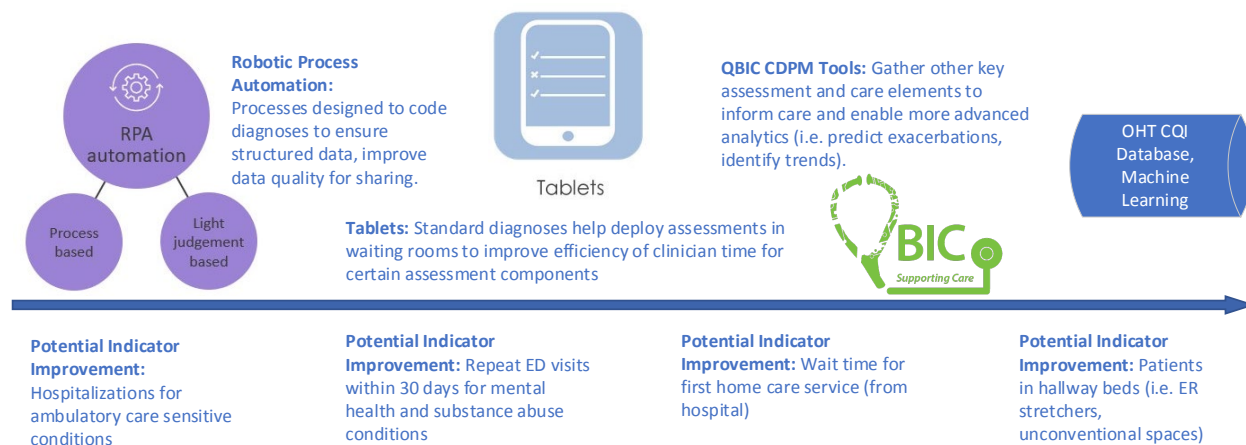 RPA
automation
Process
based
Light
judgement
based
Robotic Process
Automation:
Processes designed to code
diagnoses to ensure
structured data, improve
data quality for sharing.
Tablets
Tablets: Standard diagnoses help deploy assessments in
waiting rooms to improve efficiency of clinician time for
certain assessment components
QBIC CDPM Tools: Gather other key
assessment and care elements to
inform care and enable more advanced
analytics (i.e. predict exacerbations,
identify trends).
BIC
Supporting Care
OHT CQI
Database,
Machine
Learning
Potential Indicator
Improvement:
Hospitalizations for
ambulatory care sensitive
conditions
Potential Indicator
Improvement: Repeat ED visits
within 30 days for mental
health and substance abuse
conditions
Potential Indicator
Improvement: Wait time for
first home care service (from
hospital)
Potential Indicator
Improvement: Patients
in hallway beds (i.e. ER
stretchers,
unconventional spaces)